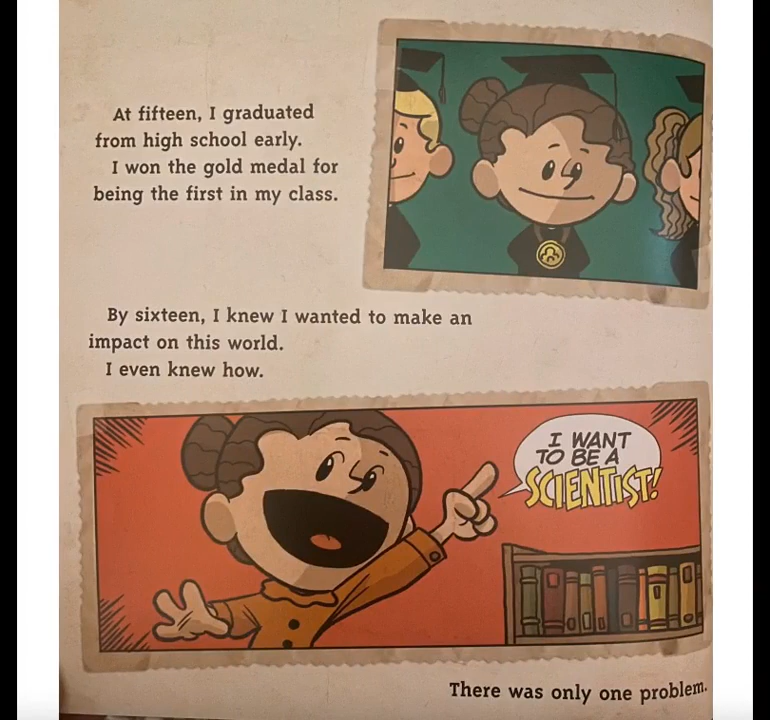 At fifteen, I graduated
from high school early.
I won the gold medal for
being the first in my class.
By sixteen, I knew I wanted to make an
impact on this world.
I even knew how.
I WANT
TO BE A
SCIENTIST!
There was only one problem.